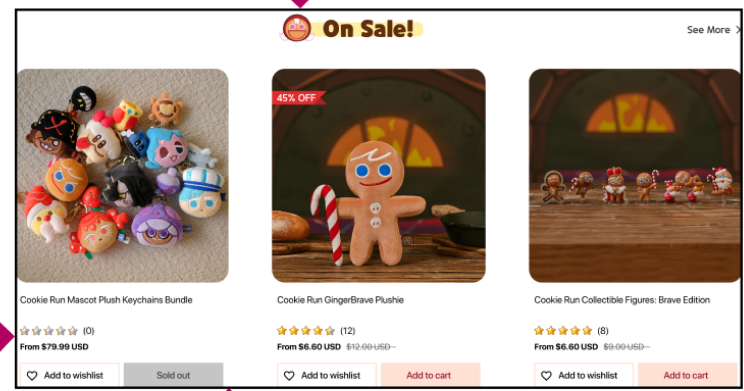 On Sale!
See More >
45% OFF
Cookie Run Mascot Plush Keychains Bundle
Cookie Run GingerBrave Plushie
Cookie Run Collectible Figures: Brave Edition
(0)
(12)
(8)
From $79.99 USD
From $6.60 USD $12.00 USD
From $6.60 USD $9.00 USD
Add to wishlist
Sold out
Add to wishlist
Add to cart
Add to wishlist
Add to cart